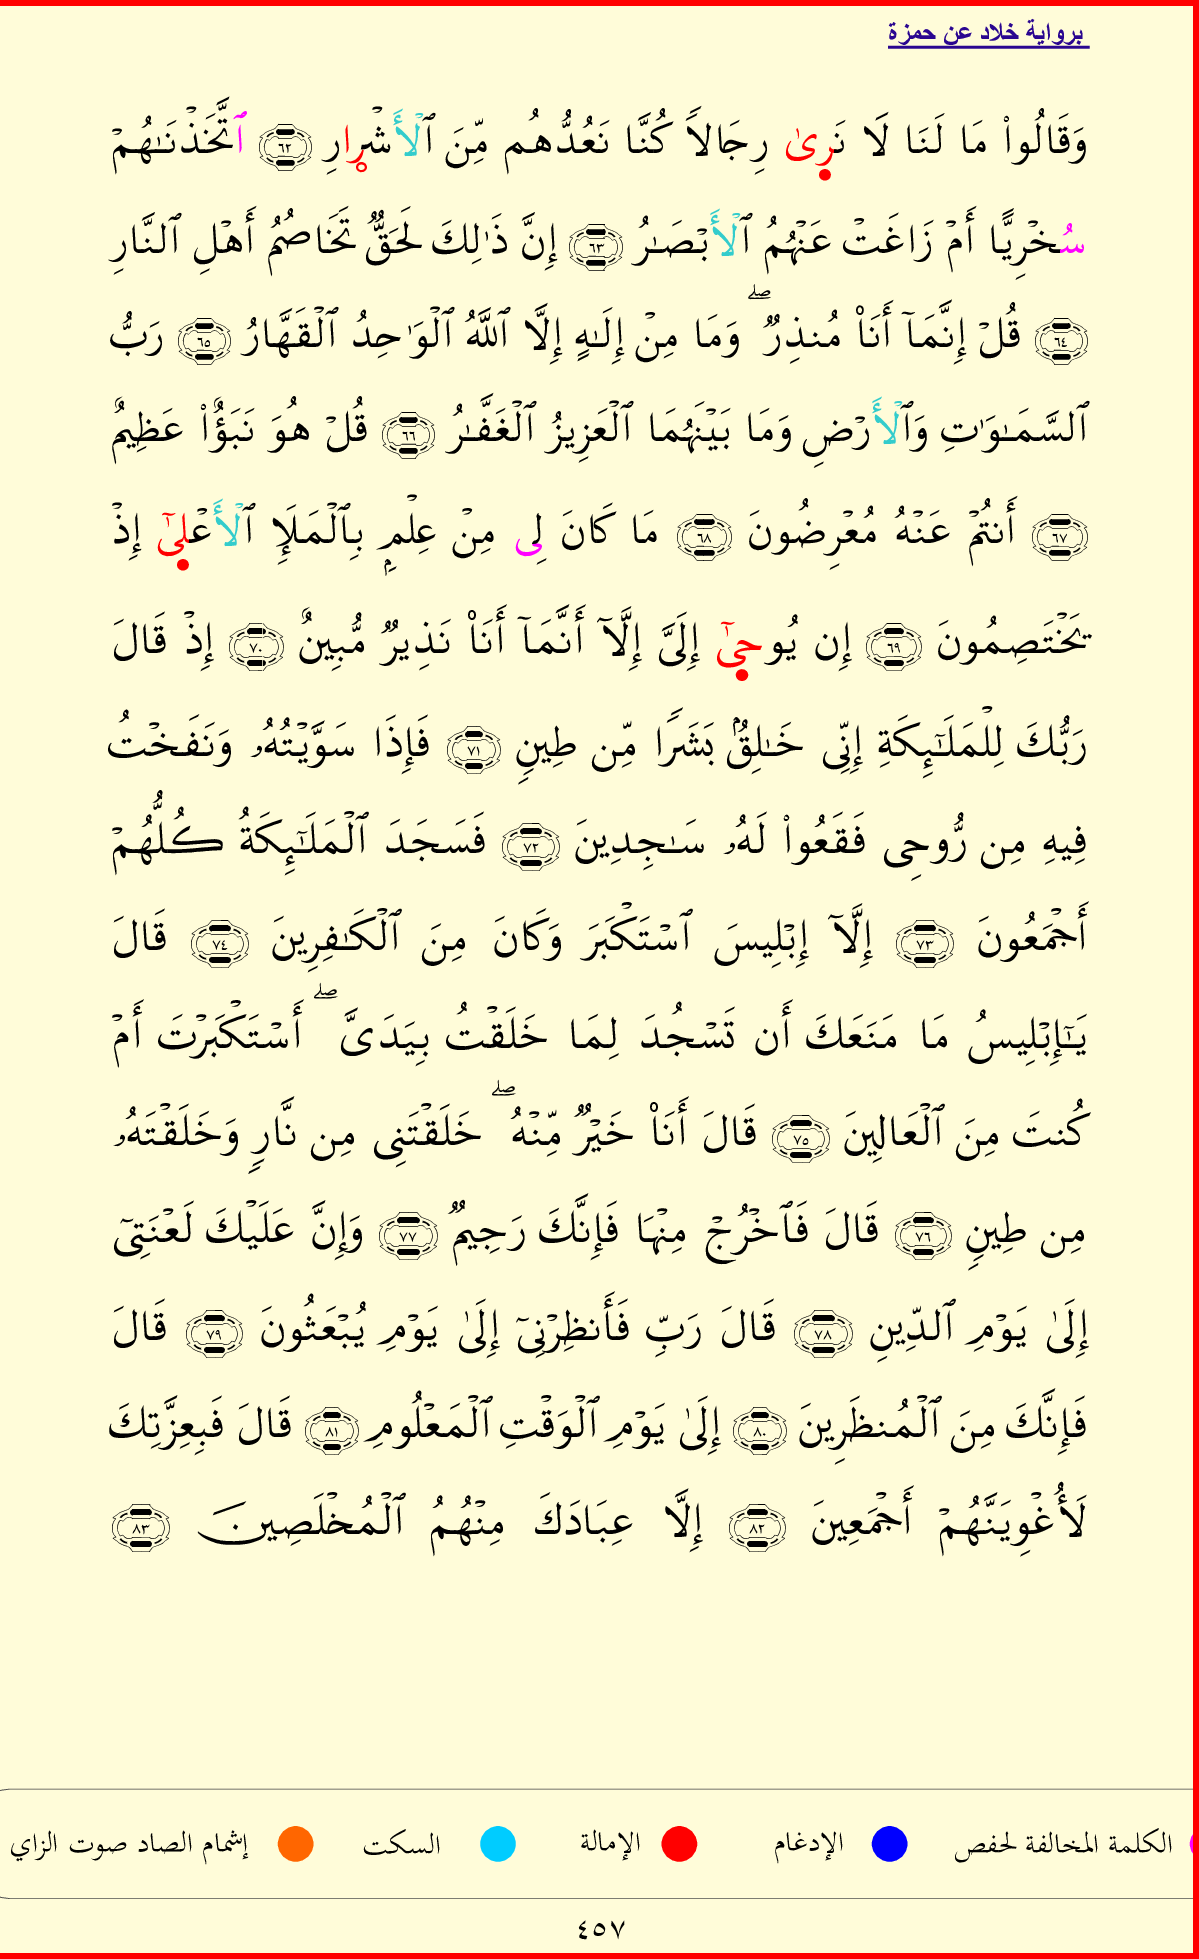 برواية خلاد عن حمزة
وَقَالُوا۟ مَا لَنَا لَا نَرِىٰ رِجَالاً كُنَّا نَعُدُّهُم مِّنَ ٱلۡأَشۡرِارِ ٦٢ ٱتَّخَذۡنَـٰهُمۡ
سُخۡرِيًّا أَمۡ زَاغَتۡ عَنۡهُمُ ٱلۡأَبۡصَـٰرُ ٦٣ إِنَّ ذَٰلِكَ لَحَقٌّ تَخَاصُمُ أَهۡلِ ٱلنَّارِ
٦٤ قُلۡ إِنَّمَآ أَنَا۠ مُنذِرٌ ۖ وَمَا مِنۡ إِلَـٰهٍ إِلَّا ٱللَّهُ ٱلۡوَٰحِدُ ٱلۡقَهَّارُ ٦٥ رَبُّ
ٱلسَّمَـٰوَٰتِ وَٱلۡأَرۡضِ وَمَا بَيۡنَهُمَا ٱلۡعَزِيزُ ٱلۡغَفَّـٰرُ ٦٦ قُلۡ هُوَ نَبَؤٌا۟ عَظِيمٌ
٦٧ أَنتُمۡ عَنۡهُ مُعۡرِضُونَ ٦٨ مَا كَانَ لِى مِنۡ عِلۡمٍۭ بِٱلۡمَلَإِ ٱلۡأَعۡلِىٰٓ إِذۡ
يَخۡتَصِمُونَ ٦٩ إِن يُوحِىٰٓ إِلَىَّ إِلَّآ أَنَّمَآ أَنَا۠ نَذِيرٌ مُّبِينٌ ٧٠ إِذۡ قَالَ
رَبُّكَ لِلۡمَلَـٰٓئِكَةِ إِنِّى خَـٰلِقُۢ بَشَرًا مِّن طِينٍ ٧١ فَإِذَا سَوَّيۡتُهُۥ وَنَفَخۡتُ
فِيهِ مِن رُّوحِى فَقَعُوا۟ لَهُۥ سَـٰجِدِينَ ٧٢ فَسَجَدَ ٱلۡمَلَـٰٓئِكَةُ كُلُّهُمۡ
أَجۡمَعُونَ ٧٣ إِلَّآ إِبۡلِيسَ ٱسۡتَكۡبَرَ وَكَانَ مِنَ ٱلۡكَـٰفِرِينَ ٧٤ قَالَ
يَـٰٓإِبۡلِيسُ مَا مَنَعَكَ أَن تَسۡجُدَ لِمَا خَلَقۡتُ بِيَدَىَّ ۖ أَسۡتَكۡبَرۡتَ أَمۡ
كُنتَ مِنَ ٱلۡعَالِينَ ٧٥ قَالَ أَنَا۠ خَيۡرٌ مِّنۡهُ ۖ خَلَقۡتَنِى مِن نَّارٍ وَخَلَقۡتَهُۥ
مِن طِينٍ ٧٦ قَالَ فَٱخۡرُجۡ مِنۡهَا فَإِنَّكَ رَجِيمٌ ٧٧ وَإِنَّ عَلَيۡكَ لَعۡنَتِىٓ
إِلَىٰ يَوۡمِ ٱلدِّينِ ٧٨ قَالَ رَبِّ فَأَنظِرۡنِىٓ إِلَىٰ يَوۡمِ يُبۡعَثُونَ ٧٩ قَالَ
فَإِنَّكَ مِنَ ٱلۡمُنظَرِينَ ٨٠ إِلَىٰ يَوۡمِ ٱلۡوَقۡتِ ٱلۡمَعۡلُومِ ٨١ قَالَ فَبِعِزَّتِكَ
لَأُغۡوِيَنَّهُمۡ أَجۡمَعِينَ ٨٢ إِلَّا عِبَادَكَ مِنۡهُمُ ٱلۡمُخۡلَصِينَ ٨٣
الكلمة المخالفة لحفص الإدغام الإمالة السكت إشمام الصاد صوت الزاي
٤٥٧